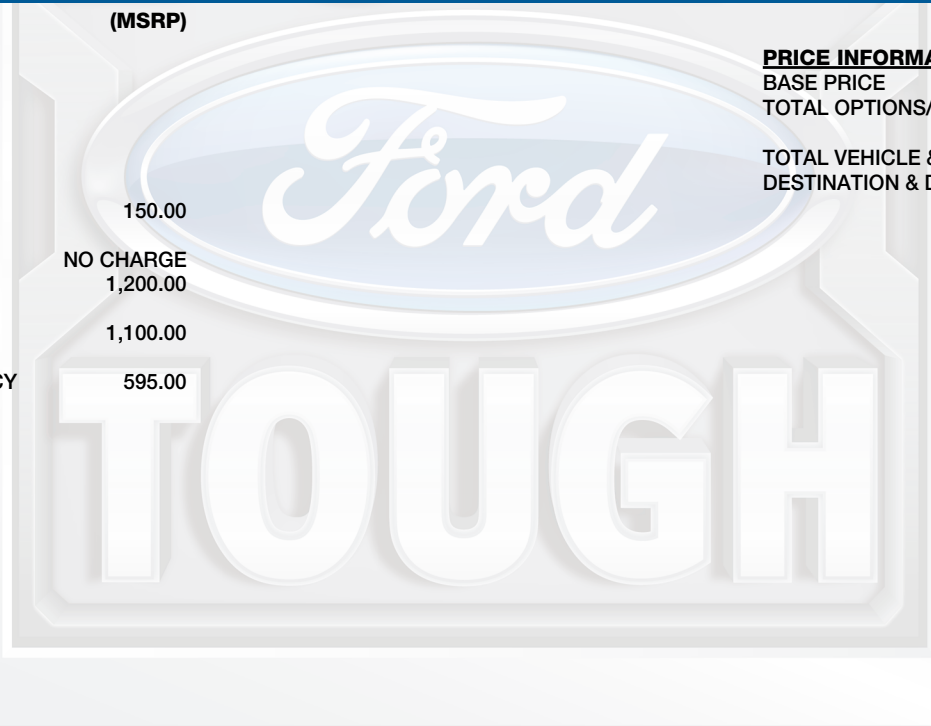 (MSRP)
PRICE INFORMA
BASE PRICE
TOTAL OPTIONS/
TOTAL VEHICLE &
DESTINATION & D
150.00
NO CHARGE
1,200.00
1,100.00
CY 595.00
Ford
TOUGH